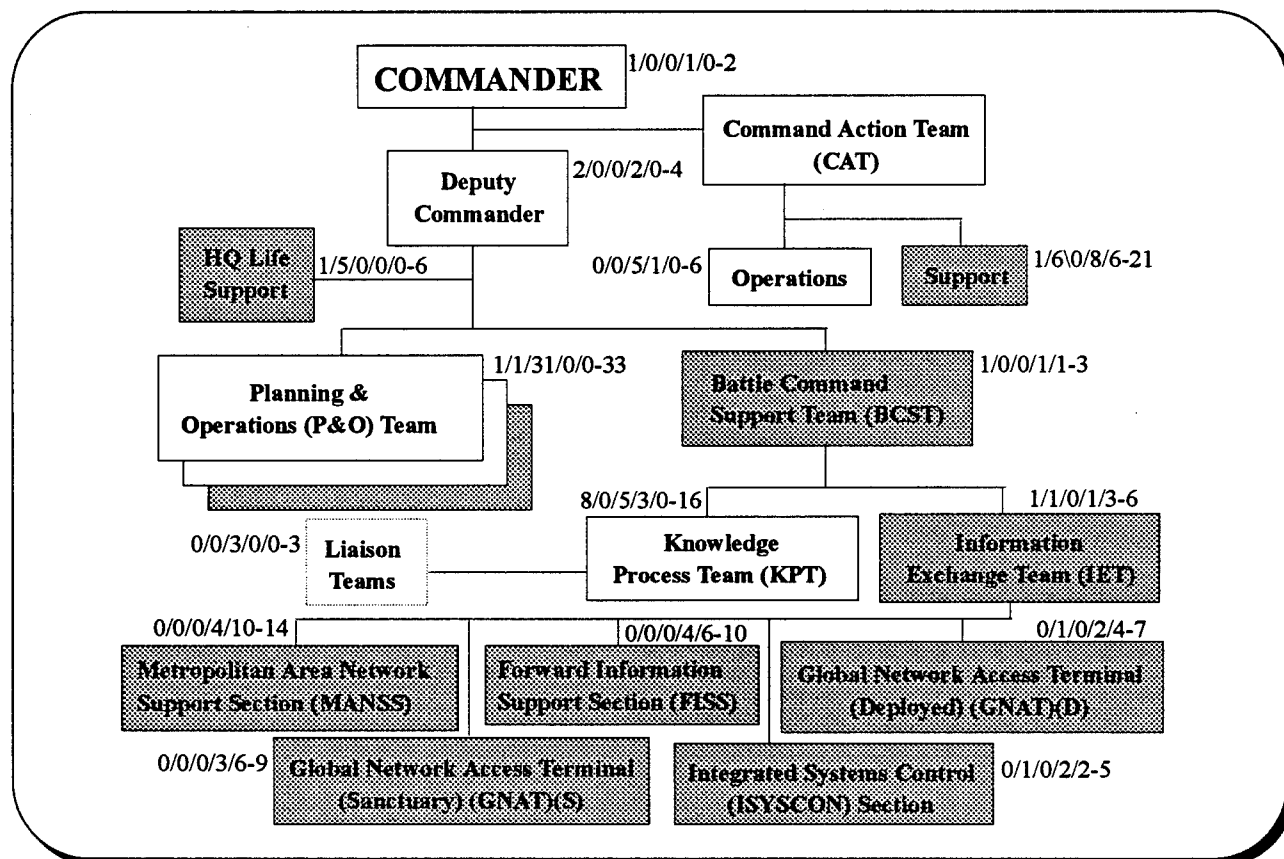 COMMANDER
1/0/0/1/0-2
Command Action Team
(CAT)
Deputy
Commander
2/0/0/2/0-4
HQ Life
Support
1/5/0/0/0-6
0/0/5/1/0-6
Operations
Support
1/6\0/8/6-21
Planning &
Operations (P&O) Team
1/1/31/0/0-33
Battle Command
Support Team (BCST)
1/0/0/1/1-3
8/0/5/3/0-16
1/1/0/1/3-6
0/0/3/0/0-3
Liaison
Teams
Knowledge
Process Team (KPT)
Information
Exchange Team (IET)
0/0/0/4/10-14
0/0/0/4/6-10
0/1/0/2/4-7
Metropolitan Area Network
Support Section (MANSS)
Forward Information
Support Section (FISS)
Global Network Access Terminal
(Deployed) (GNAT)(D)
0/0/0/3/6-9
Global Network Access Terminal
(Sanctuary) (GNAT)(S)
Integrated Systems Control
(ISYSCON) Section
0/1/0/2/2-5